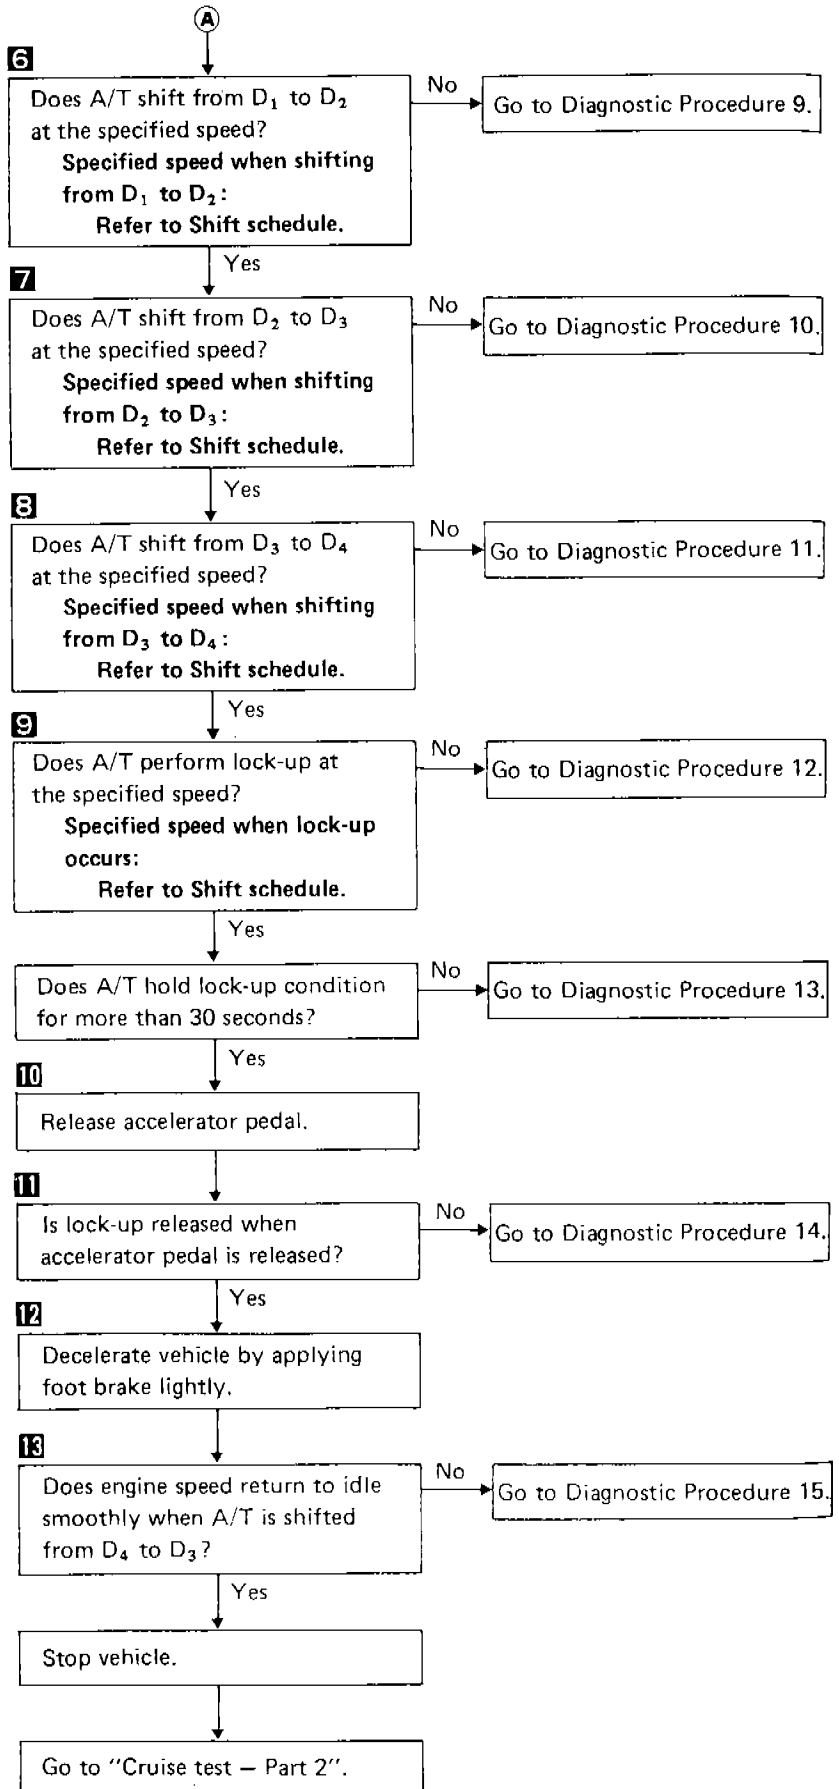 A
6
Does A/T shift from D₁ to D₂
at the specified speed?
Specified speed when shifting
from D₁ to D₂:
Refer to Shift schedule.
No
Go to Diagnostic Procedure 9.
Yes
7
Does A/T shift from D₂ to D₃
at the specified speed?
Specified speed when shifting
from D₂ to D₃:
Refer to Shift schedule.
No
Go to Diagnostic Procedure 10.
Yes
8
Does A/T shift from D₃ to D₄
at the specified speed?
Specified speed when shifting
from D₃ to D₄:
Refer to Shift schedule.
No
Go to Diagnostic Procedure 11.
Yes
9
Does A/T perform lock-up at
the specified speed?
Specified speed when lock-up
occurs:
Refer to Shift schedule.
No
Go to Diagnostic Procedure 12.
Yes
Does A/T hold lock-up condition
for more than 30 seconds?
No
Go to Diagnostic Procedure 13.
Yes
10
Release accelerator pedal.
11
Is lock-up released when
accelerator pedal is released?
No
Go to Diagnostic Procedure 14.
Yes
12
Decelerate vehicle by applying
foot brake lightly.
13
Does engine speed return to idle
smoothly when A/T is shifted
from D₄ to D₃?
No
Go to Diagnostic Procedure 15.
Yes
Stop vehicle.
Go to "Cruise test — Part 2".